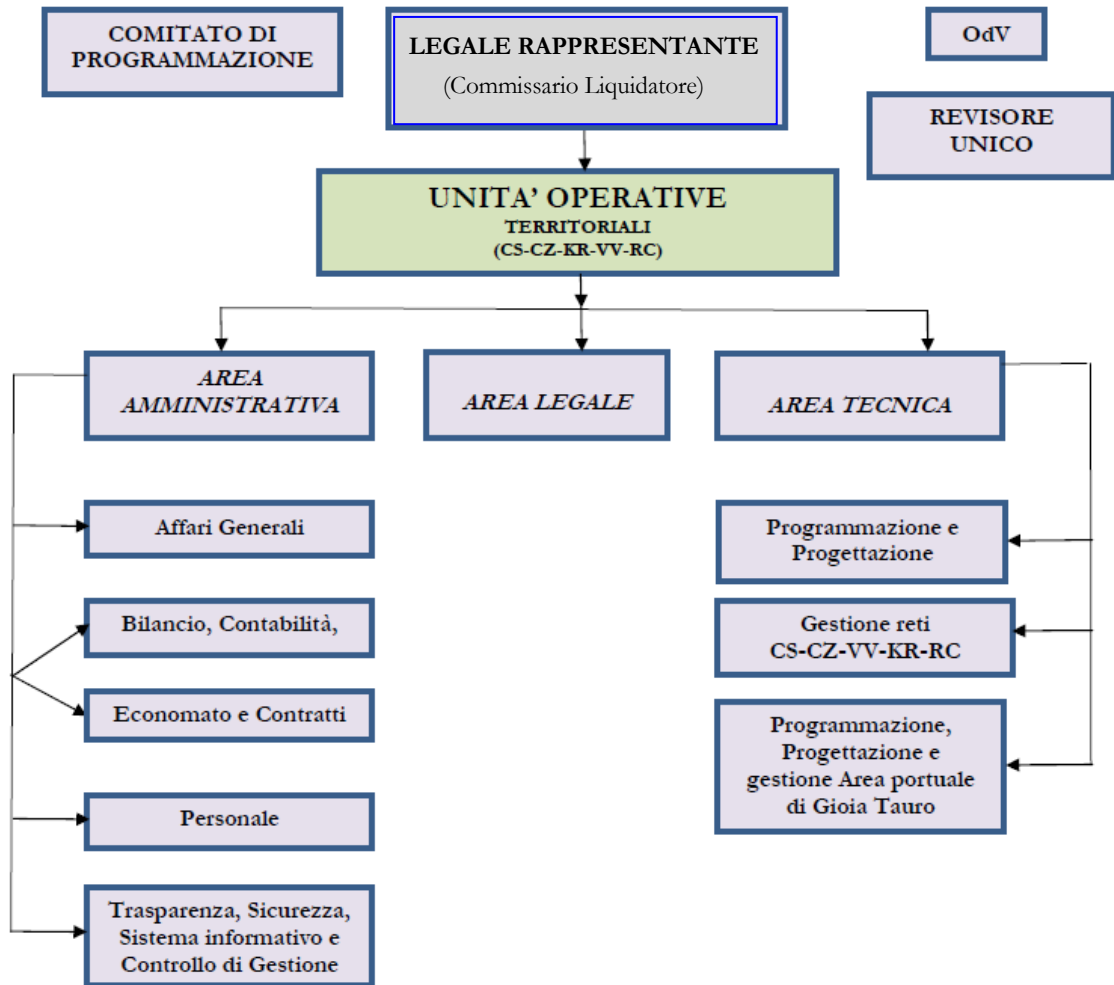 COMITATO DI
PROGRAMMAZIONE
LEGALE RAPPRESENTANTE
(Commissario Liquidatore)
OdV
REVISORE
UNICO
UNITA’ OPERATIVE
TERRITORIALI
(CS-CZ-KR-VV-RC)
AREA
AMMINISTRATIVA
AREA LEGALE
AREA TECNICA
Affari Generali
Bilancio, Contabilità,
Economato e Contratti
Personale
Trasparenza, Sicurezza,
Sistema informativo e
Controllo di Gestione
Programmazione e
Progettazione
Gestione reti
CS-CZ-VV-KR-RC
Programmazione,
Progettazione e
gestione Area portuale
di Gioia Tauro